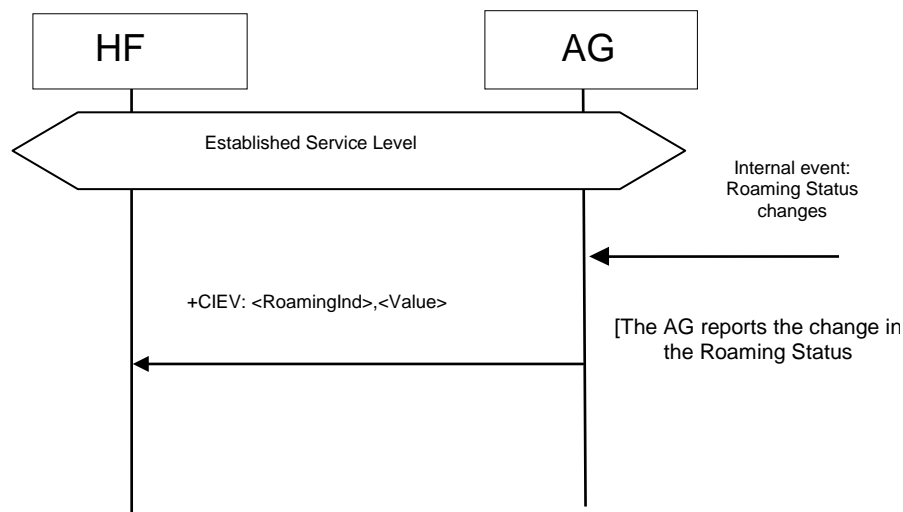 HF
AG
Established Service Level
Internal event:
Roaming Status
changes
+CIEV: <RoamingInd>,<Value>
[The AG reports the change in
the Roaming Status